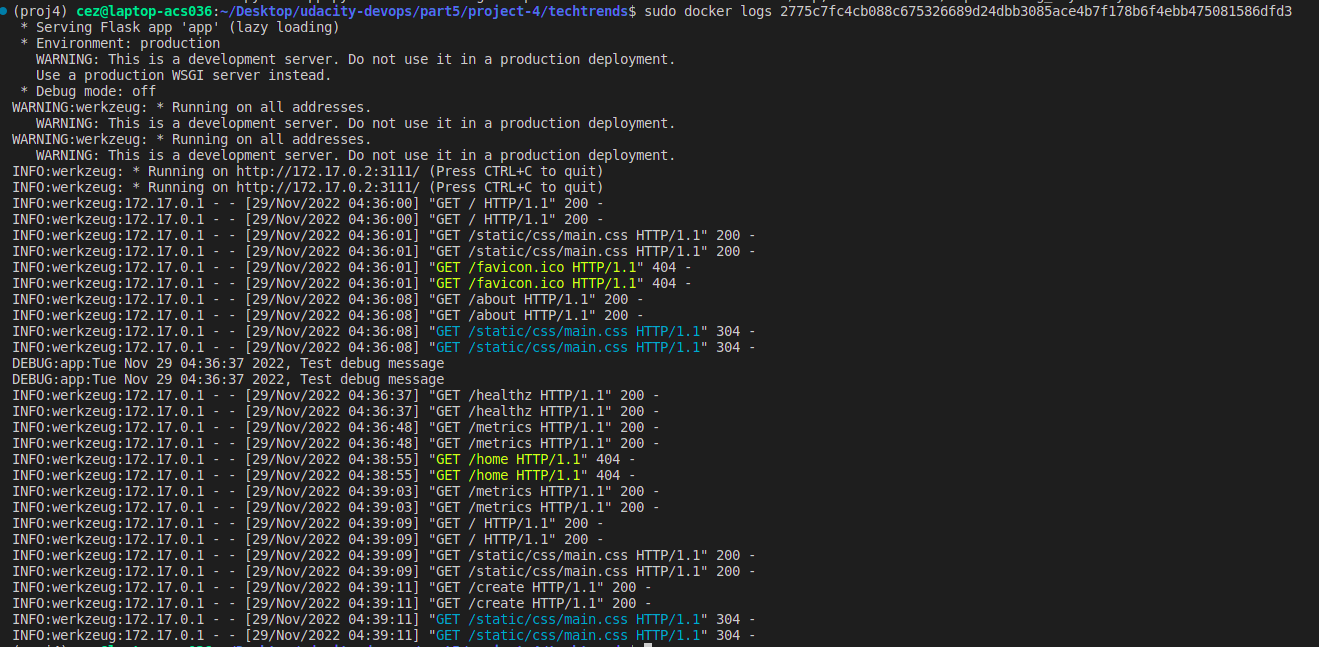 (proj4) cez@laptop-acs036:~/Desktop/udacity-devops/part5/project-4/techtrends$ sudo docker logs 2775c7fc4cb088c675326689d24dbb3085ace4b7f178b6f4ebb475081586dfd3
 * Serving Flask app 'app' (lazy loading)
 * Environment: production
   WARNING: This is a development server. Do not use it in a production deployment.
   Use a production WSGI server instead.
 * Debug mode: off
WARNING:werkzeug: * Running on all addresses.
   WARNING: This is a development server. Do not use it in a production deployment.
WARNING:werkzeug: * Running on all addresses.
   WARNING: This is a development server. Do not use it in a production deployment.
INFO:werkzeug: * Running on http://172.17.0.2:3111/ (Press CTRL+C to quit)
INFO:werkzeug: * Running on http://172.17.0.2:3111/ (Press CTRL+C to quit)
INFO:werkzeug:172.17.0.1 - - [29/Nov/2022 04:36:00] "GET / HTTP/1.1" 200 -
INFO:werkzeug:172.17.0.1 - - [29/Nov/2022 04:36:00] "GET / HTTP/1.1" 200 -
INFO:werkzeug:172.17.0.1 - - [29/Nov/2022 04:36:01] "GET /static/css/main.css HTTP/1.1" 200 -
INFO:werkzeug:172.17.0.1 - - [29/Nov/2022 04:36:01] "GET /static/css/main.css HTTP/1.1" 200 -
INFO:werkzeug:172.17.0.1 - - [29/Nov/2022 04:36:01] "GET /favicon.ico HTTP/1.1" 404 -
INFO:werkzeug:172.17.0.1 - - [29/Nov/2022 04:36:01] "GET /favicon.ico HTTP/1.1" 404 -
INFO:werkzeug:172.17.0.1 - - [29/Nov/2022 04:36:08] "GET /about HTTP/1.1" 200 -
INFO:werkzeug:172.17.0.1 - - [29/Nov/2022 04:36:08] "GET /about HTTP/1.1" 200 -
INFO:werkzeug:172.17.0.1 - - [29/Nov/2022 04:36:08] "GET /static/css/main.css HTTP/1.1" 304 -
INFO:werkzeug:172.17.0.1 - - [29/Nov/2022 04:36:08] "GET /static/css/main.css HTTP/1.1" 304 -
DEBUG:app:Tue Nov 29 04:36:37 2022, Test debug message
DEBUG:app:Tue Nov 29 04:36:37 2022, Test debug message
INFO:werkzeug:172.17.0.1 - - [29/Nov/2022 04:36:37] "GET /healthz HTTP/1.1" 200 -
INFO:werkzeug:172.17.0.1 - - [29/Nov/2022 04:36:37] "GET /healthz HTTP/1.1" 200 -
INFO:werkzeug:172.17.0.1 - - [29/Nov/2022 04:36:48] "GET /metrics HTTP/1.1" 200 -
INFO:werkzeug:172.17.0.1 - - [29/Nov/2022 04:36:48] "GET /metrics HTTP/1.1" 200 -
INFO:werkzeug:172.17.0.1 - - [29/Nov/2022 04:38:55] "GET /home HTTP/1.1" 404 -
INFO:werkzeug:172.17.0.1 - - [29/Nov/2022 04:38:55] "GET /home HTTP/1.1" 404 -
INFO:werkzeug:172.17.0.1 - - [29/Nov/2022 04:39:03] "GET /metrics HTTP/1.1" 200 -
INFO:werkzeug:172.17.0.1 - - [29/Nov/2022 04:39:03] "GET /metrics HTTP/1.1" 200 -
INFO:werkzeug:172.17.0.1 - - [29/Nov/2022 04:39:09] "GET / HTTP/1.1" 200 -
INFO:werkzeug:172.17.0.1 - - [29/Nov/2022 04:39:09] "GET / HTTP/1.1" 200 -
INFO:werkzeug:172.17.0.1 - - [29/Nov/2022 04:39:09] "GET /static/css/main.css HTTP/1.1" 200 -
INFO:werkzeug:172.17.0.1 - - [29/Nov/2022 04:39:09] "GET /static/css/main.css HTTP/1.1" 200 -
INFO:werkzeug:172.17.0.1 - - [29/Nov/2022 04:39:11] "GET /create HTTP/1.1" 200 -
INFO:werkzeug:172.17.0.1 - - [29/Nov/2022 04:39:11] "GET /create HTTP/1.1" 200 -
INFO:werkzeug:172.17.0.1 - - [29/Nov/2022 04:39:11] "GET /static/css/main.css HTTP/1.1" 304 -
INFO:werkzeug:172.17.0.1 - - [29/Nov/2022 04:39:11] "GET /static/css/main.css HTTP/1.1" 304 -